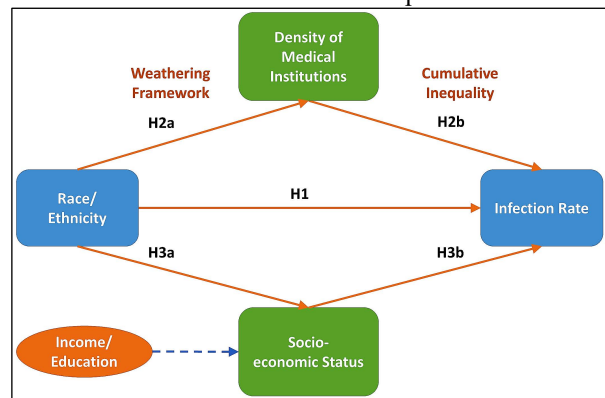 Density of
Medical
Institutions
Weathering
Framework
Cumulative
Inequality
H2a
H2b
Race/
Ethnicity
H1
Infection Rate
H3a
H3b
Income/
Education
Socio-
economic Status